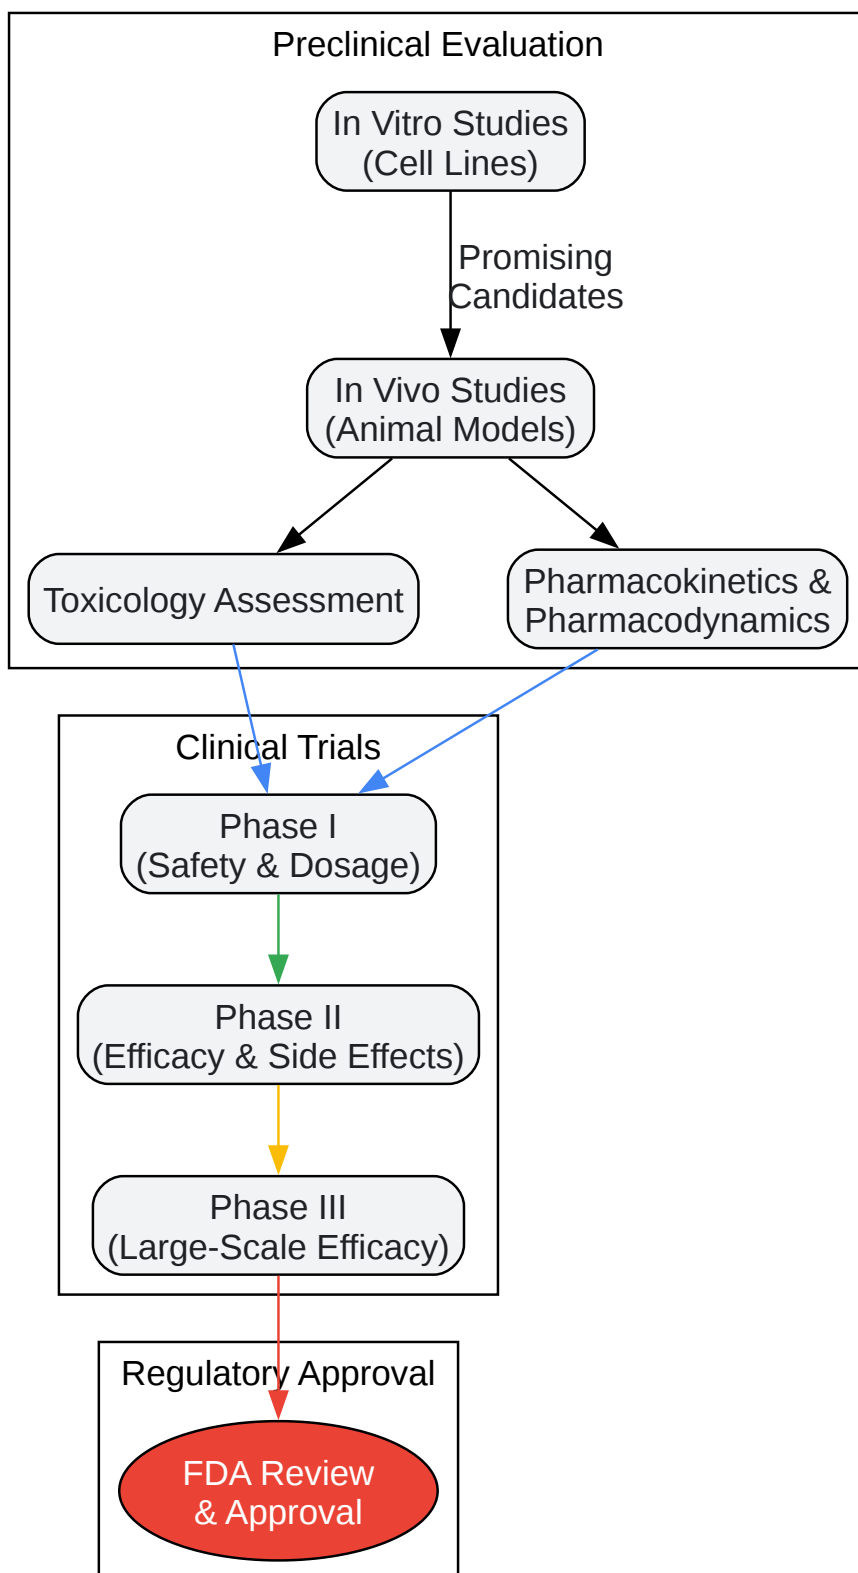 Preclinical Evaluation
In Vitro Studies
(Cell Lines)
Promising
Candidates
In Vivo Studies
(Animal Models)
Toxicology Assessment
Pharmacokinetics &
Pharmacodynamics
Clinical Trials
Phase I
(Safety & Dosage)
Phase II
(Efficacy & Side Effects)
Phase III
(Large-Scale Efficacy)
Regulatory Approval
FDA Review
& Approval